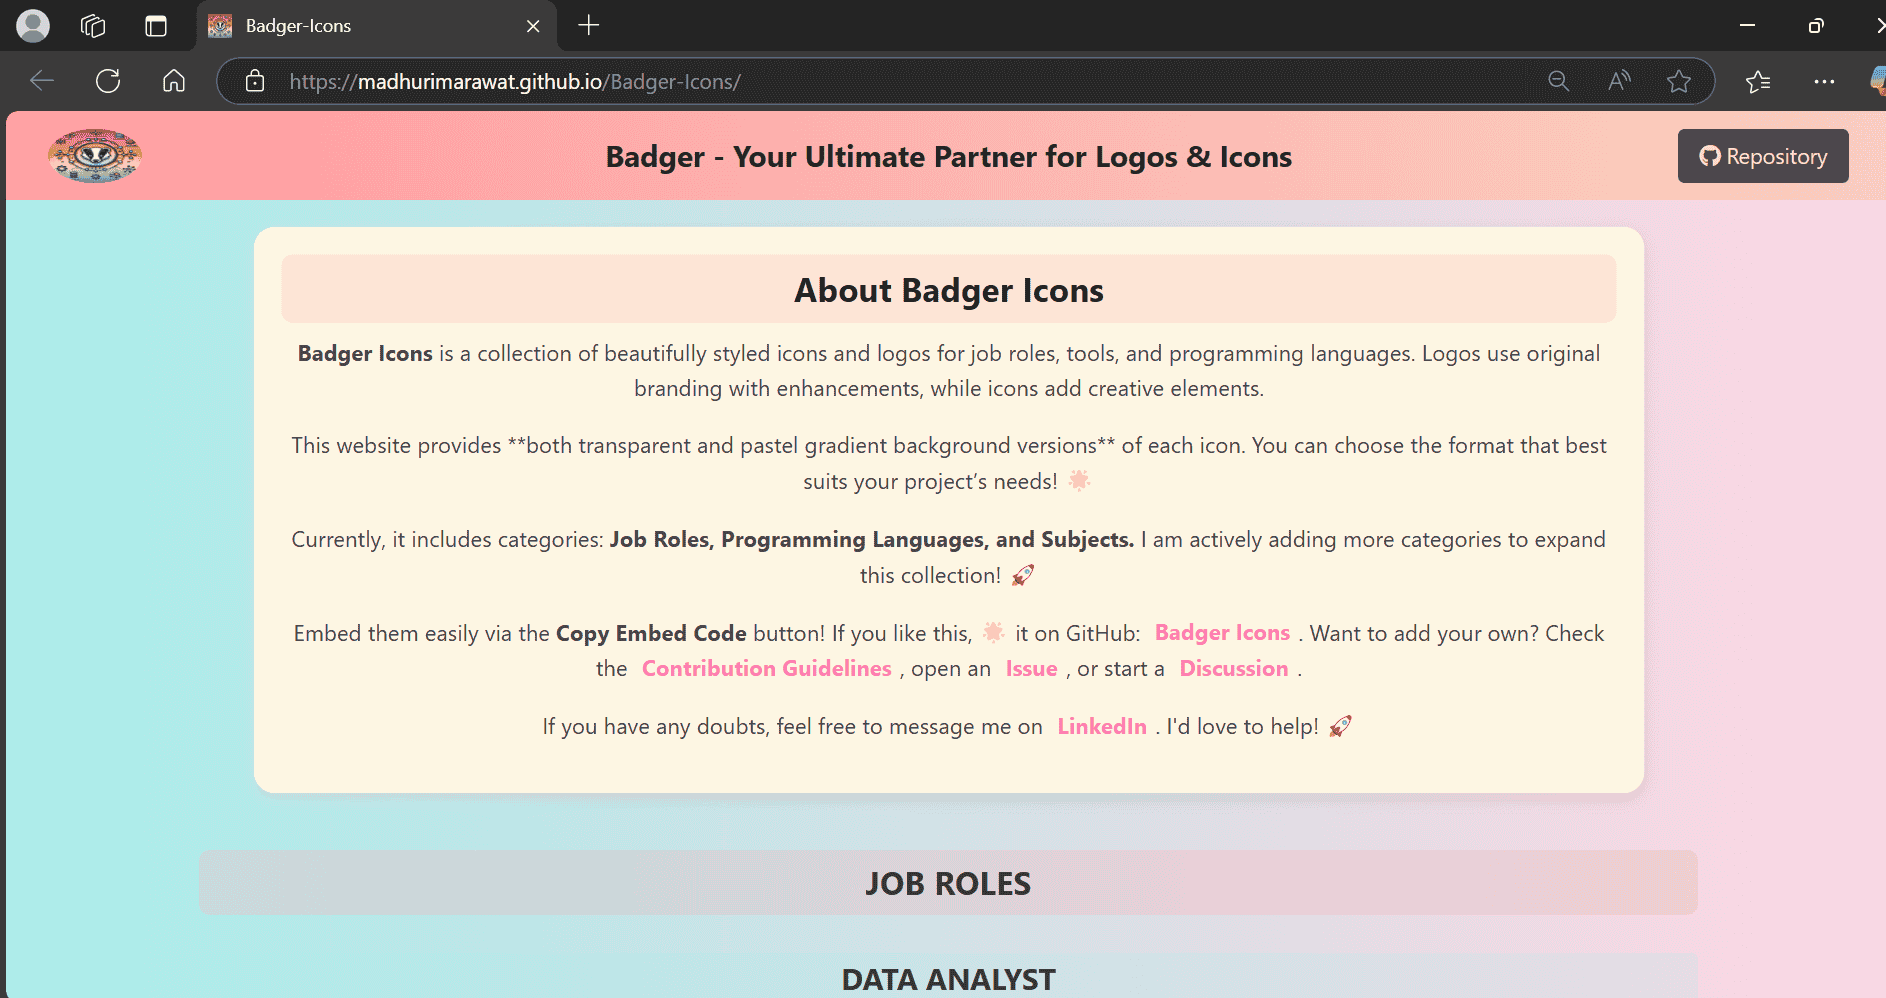 Badger-Icons
https://madhurimarawat.github.io/Badger-Icons/
Badger - Your Ultimate Partner for Logos & Icons
Repository
About Badger Icons
Badger Icons is a collection of beautifully styled icons and logos for job roles, tools, and programming languages. Logos use original
branding with enhancements, while icons add creative elements.
This website provides **both transparent and pastel gradient background versions** of each icon. You can choose the format that best
suits your project’s needs! 🌟
Currently, it includes categories: Job Roles, Programming Languages, and Subjects. I am actively adding more categories to expand
this collection! 🚀
Embed them easily via the Copy Embed Code button! If you like this, 🌟 it on GitHub: Badger Icons . Want to add your own? Check
the Contribution Guidelines , open an Issue , or start a Discussion .
If you have any doubts, feel free to message me on LinkedIn . I'd love to help! 🚀
JOB ROLES
DATA ANALYST